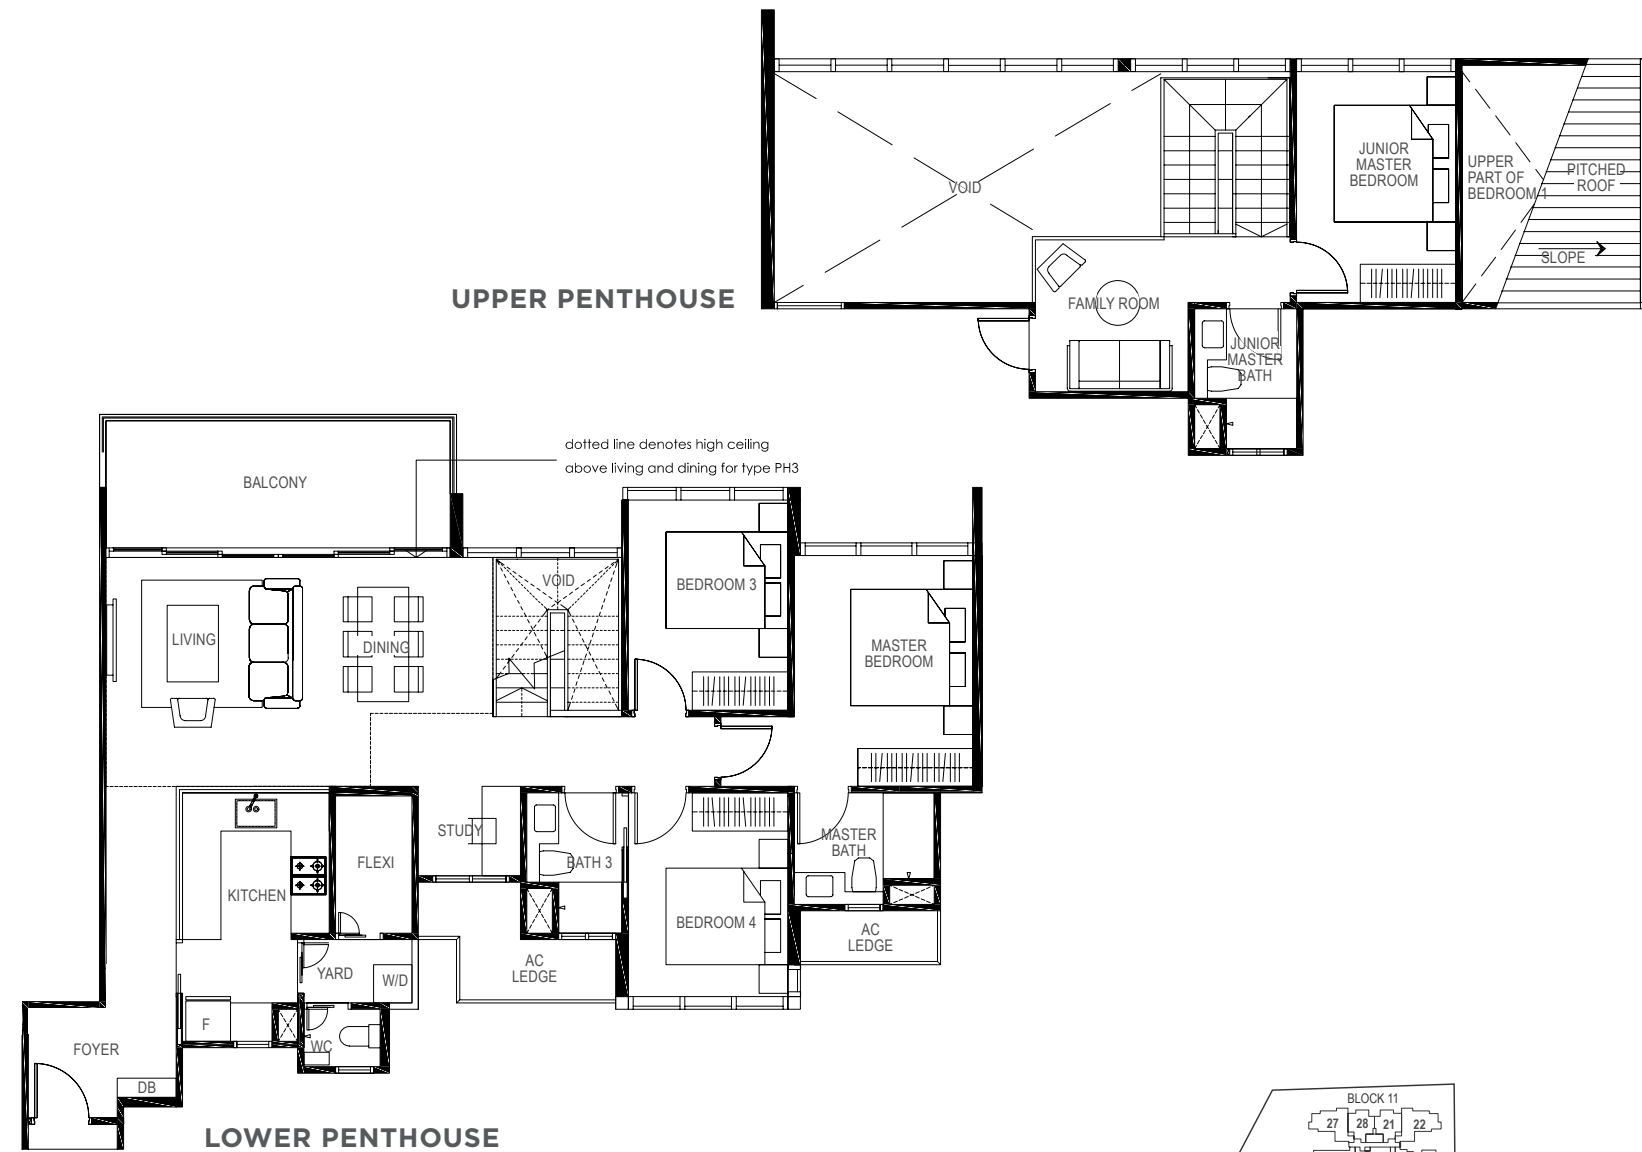 VOID
JUNIOR
MASTER
BEDROOM
UPPER
PART OF
BEDROOM 1
PITCHED
ROOF
SLOPE
UPPER PENTHOUSE
FAMILY ROOM
JUNIOR
MASTER
BATH
dotted line denotes high ceiling
above living and dining for type PH3
BALCONY
VOID
BEDROOM 3
LIVING
DINING
MASTER
BEDROOM
STUDY
MASTER
BATH
FLEXI
BATH 3
KITCHEN
BEDROOM 4
AC
LEDGE
AC
LEDGE
YARD
W/D
F
WC
FOYER
DB
LOWER PENTHOUSE
BLOCK 11
27 28 21 22